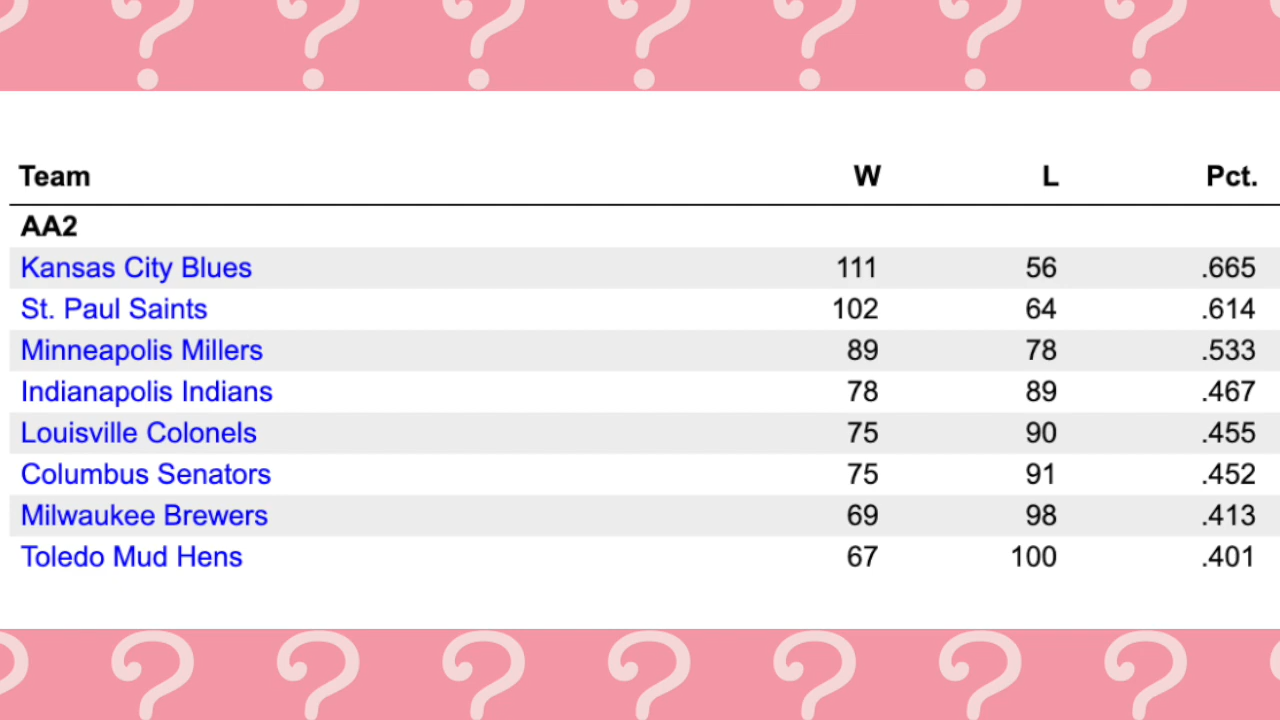 Team W L Pct.
AA2
Kansas City Blues 111 56 .665
St. Paul Saints 102 64 .614
Minneapolis Millers 89 78 .533
Indianapolis Indians 78 89 .467
Louisville Colonels 75 90 .455
Columbus Senators 75 91 .452
Milwaukee Brewers 69 98 .413
Toledo Mud Hens 67 100 .401